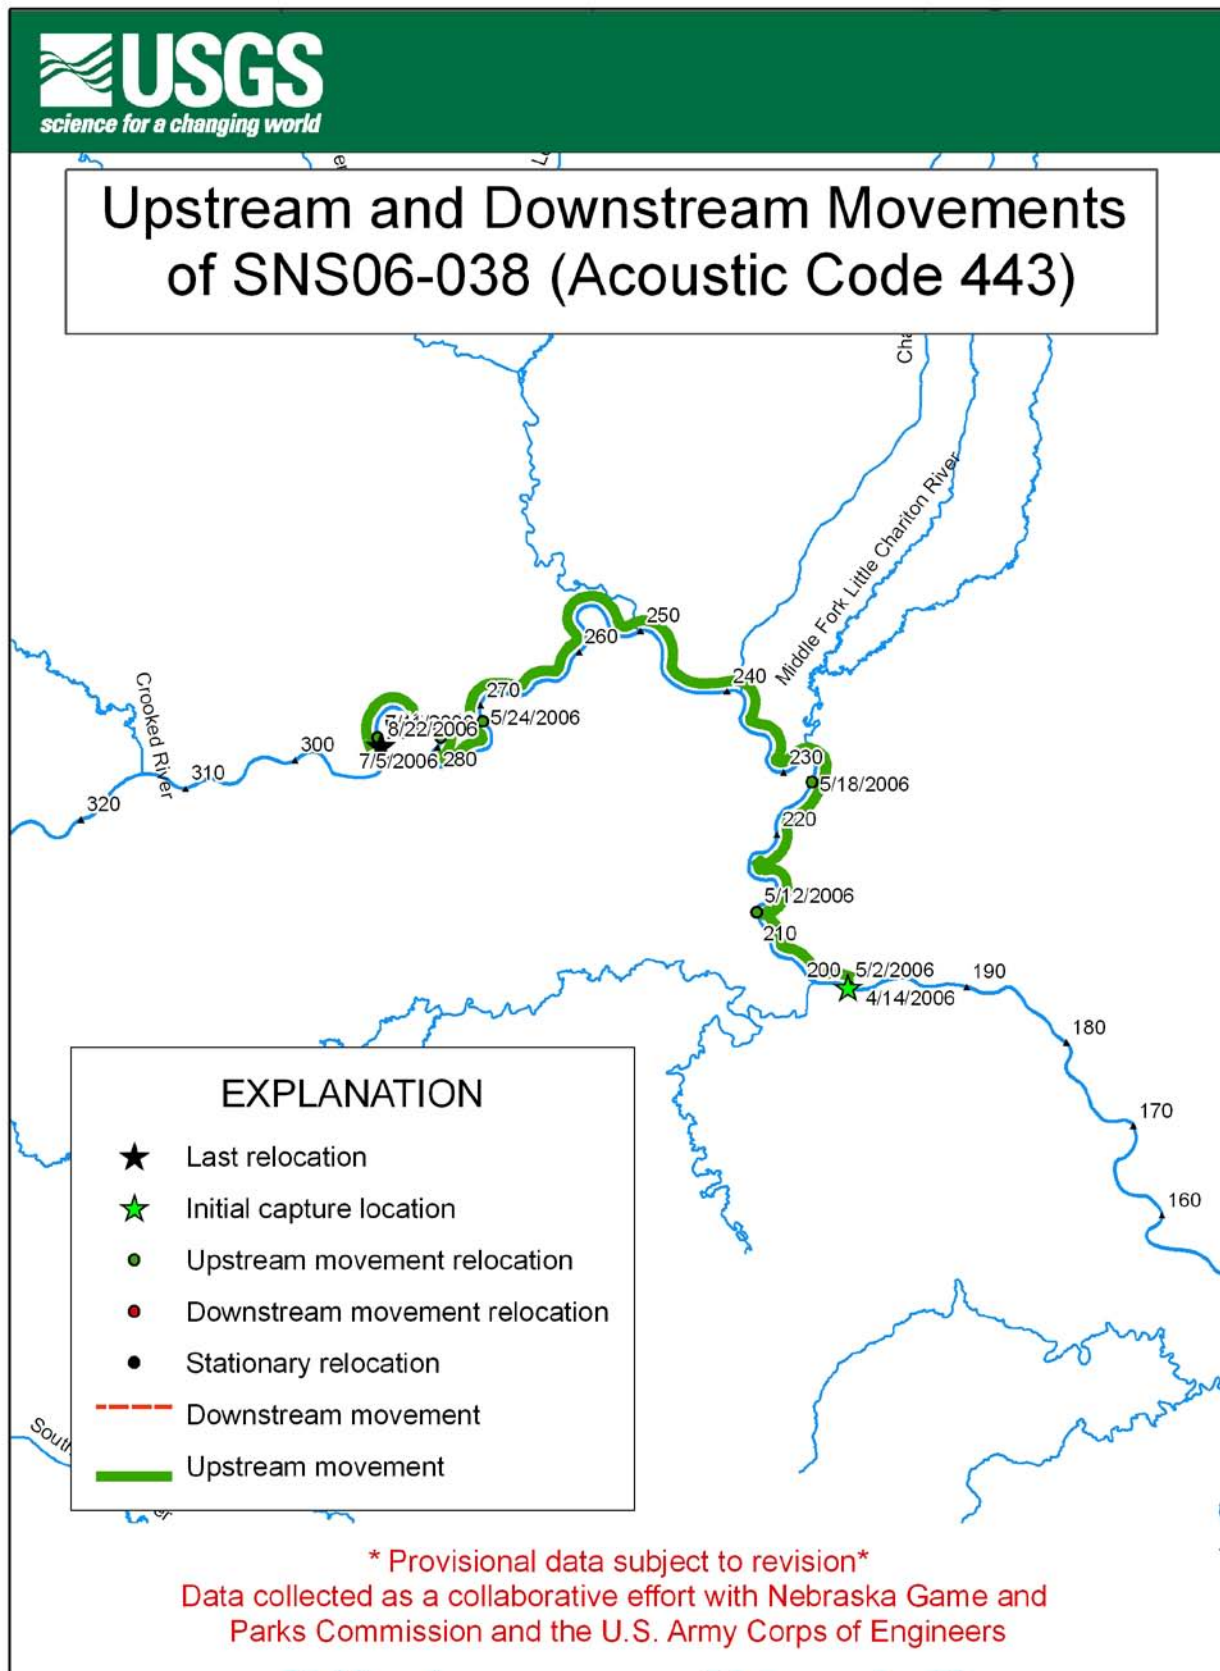 USGS
science for a changing world
er
Lo
Upstream and Downstream Movements
of SNS06-038 (Acoustic Code 443)
Cha
Middle Fork Little Chariton River
250
260
240
270
5/24/2006
8/22/2006
Crooked River
300
7/5/2006
280
230
310
5/18/2006
320
220
5/12/2006
210
200
5/2/2006
190
4/14/2006
180
170
160
EXPLANATION
Last relocation
Initial capture location
Upstream movement relocation
Downstream movement relocation
Stationary relocation
Downstream movement
Upstream movement
South
er
* Provisional data subject to revision*
Data collected as a collaborative effort with Nebraska Game and
Parks Commission and the U.S. Army Corps of Engineers